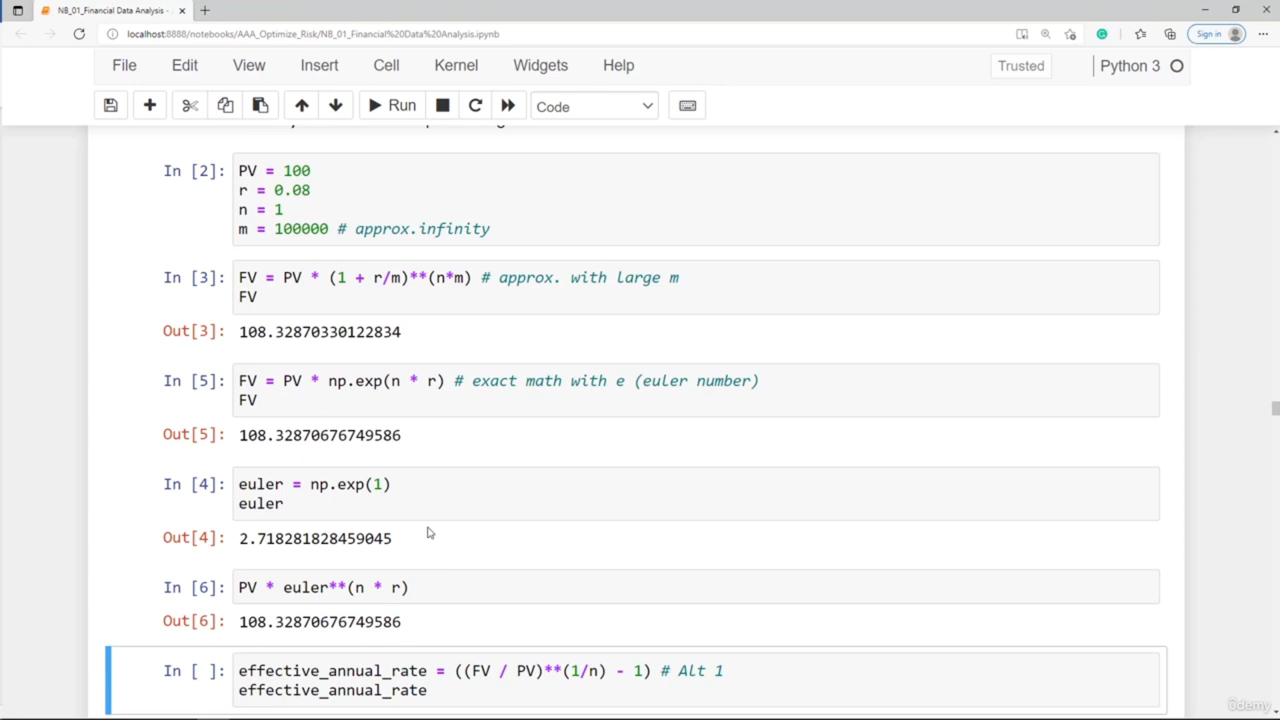 NB_01_Financial Data Analysis -
localhost:8888/notebooks/AAA_Optimize_Risk/NB_01_Financial%20Data%20Analysis.ipynb
Sign in
File Edit View Insert Cell Kernel Widgets Help
Trusted
Python 3
Run
Code
In [2]: PV = 100
r = 0.08
n = 1
m = 100000 # approx.infinity
In [3]: FV = PV * (1 + r/m)**(n*m) # approx. with large m
FV
Out[3]: 108.32870330122834
In [5]: FV = PV * np.exp(n * r) # exact math with e (euler number)
FV
Out[5]: 108.32870676749586
In [4]: euler = np.exp(1)
euler
Out[4]: 2.718281828459045
In [6]: PV * euler**(n * r)
Out[6]: 108.32870676749586
In [ ]: effective_annual_rate = ((FV / PV)**(1/n) - 1) # Alt 1
effective_annual_rate
ûdemy